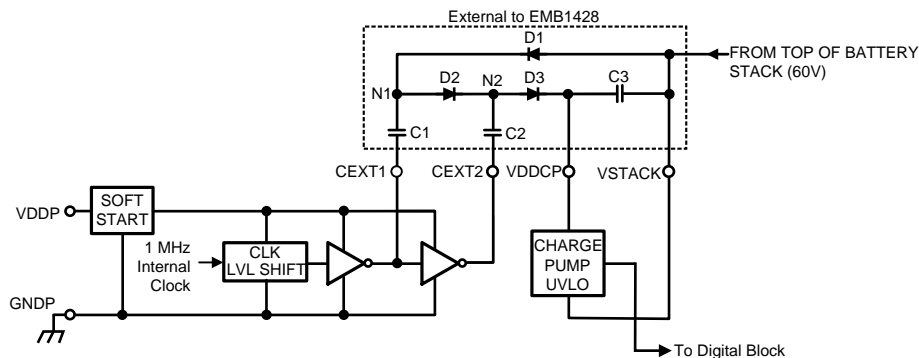 External to EMB1428
D1
FROM TOP OF BATTERY
STACK (60V)
D2
N2
D3
C3
N1
C1
C2
CEXT1
CEXT2
VDDCP
VSTACK
VDDP
SOFT
START
1 MHz
Internal
Clock
CLK
LVL SHIFT
CHARGE
PUMP
UVLO
GNDP
To Digital Block